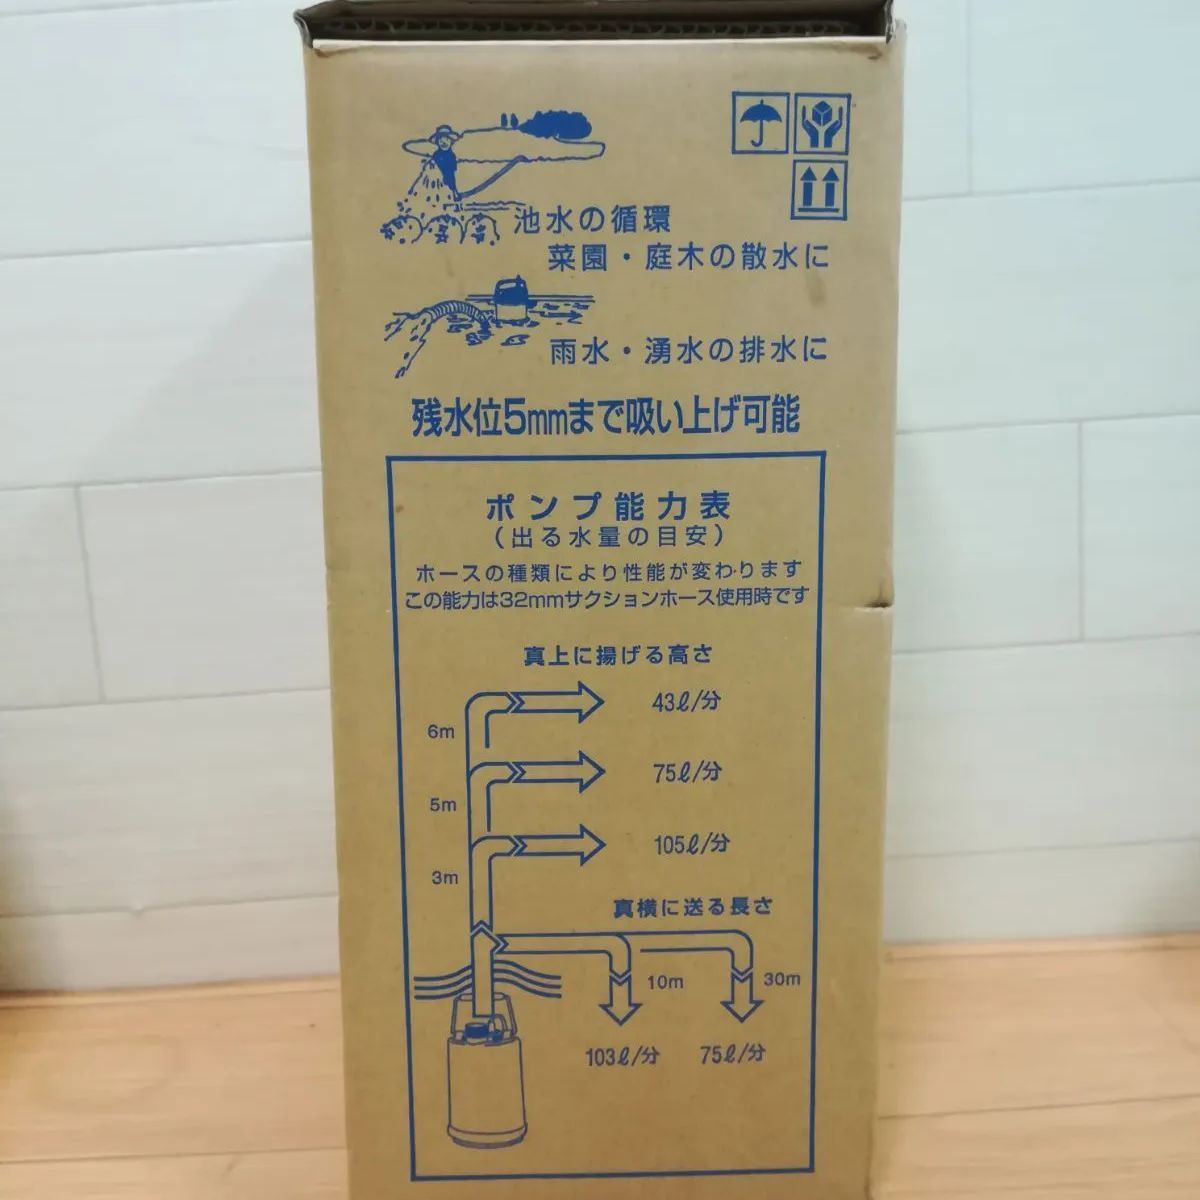 池水の循環
菜園・庭木の散水に
雨水・湧水の排水に
残水位5mmまで吸い上げ可能
ポンプ能力表
(出る水量の目安)
ホースの種類により性能が変わります
この能力は32mmサクションホース使用時です
真上に揚げる高さ
6m
43ℓ/分
5m
75ℓ/分
3m
105ℓ/分
真横に送る長さ
10m
30m
103ℓ/分
75ℓ/分